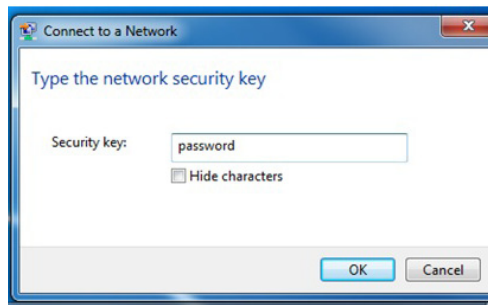 Connect to a Network
Type the network security key
Security key:
password
Hide characters
OK
Cancel